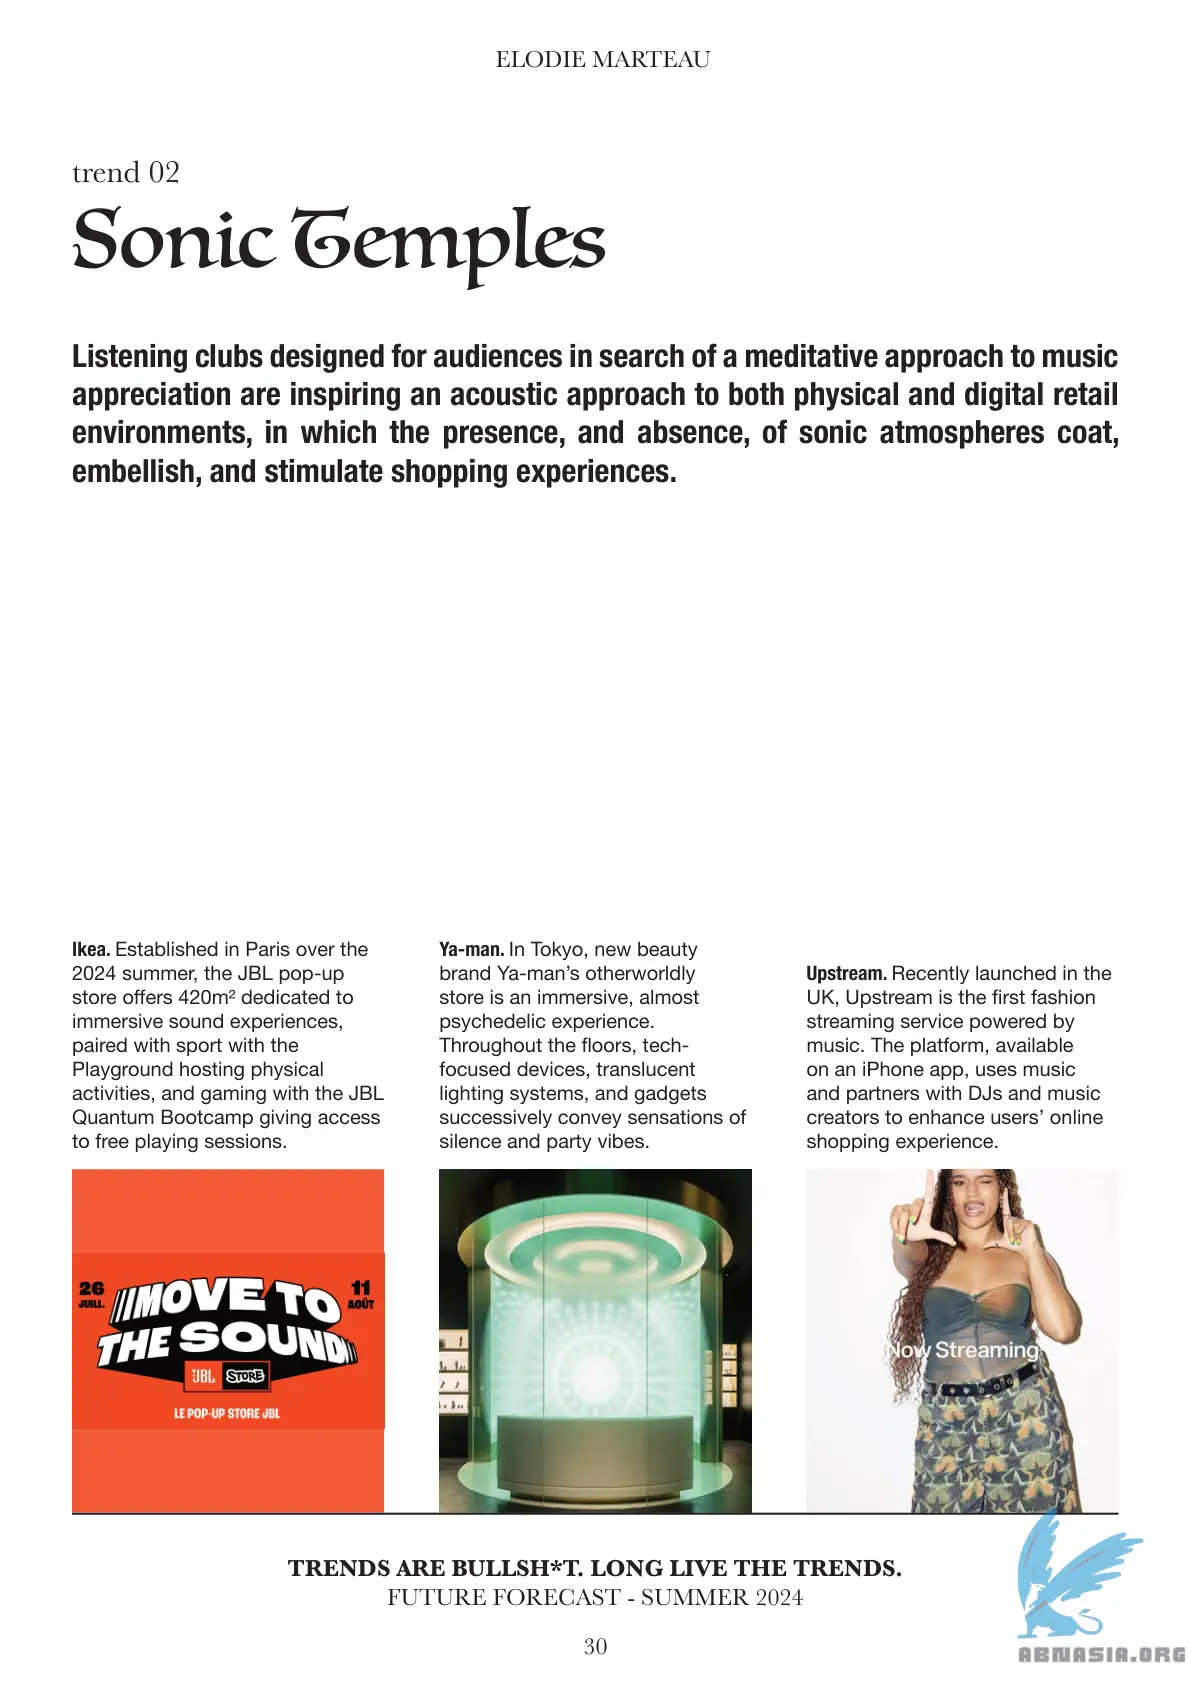 ELODIE MARTEAU
trend 02
Sonic Temples
Listening clubs designed for audiences in search of a meditative approach to music
appreciation are inspiring an acoustic approach to both physical and digital retail
environments, in which the presence, and absence, of sonic atmospheres coat,
embellish, and stimulate shopping experiences.
Ikea. Established in Paris over the
2024 summer, the JBL pop-up
store offers 420m² dedicated to
immersive sound experiences,
paired with sport with the
Playground hosting physical
activities, and gaming with the JBL
Quantum Bootcamp giving access
to free playing sessions.
Ya-man. In Tokyo, new beauty
brand Ya-man’s otherworldly
store is an immersive, almost
psychedelic experience.
Throughout the floors, tech-
focused devices, translucent
lighting systems, and gadgets
successively convey sensations of
silence and party vibes.
Upstream. Recently launched in the
UK, Upstream is the first fashion
streaming service powered by
music. The platform, available
on an iPhone app, uses music
and partners with DJs and music
creators to enhance users’ online
shopping experience.
26
JUILL.
MOVE TO
THE SOUND
11
AOÛT
JBL
STORE
LE POP-UP STORE JBL
Now Streaming
TRENDS ARE BULLSH*T. LONG LIVE THE TRENDS.
FUTURE FORECAST - SUMMER 2024
30
ABNASIA.ORG